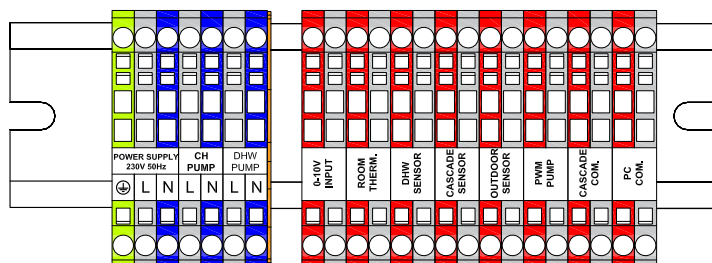 POWER SUPPLY
230V 50Hz
CH
PUMP
DHW
PUMP
L
N
L
N
L
N
0-10V
INPUT
ROOM
THERM.
DHW
SENSOR
CASCADE
SENSOR
OUTDOOR
SENSOR
PWM
PUMP
CASCADE
COM.
PC
COM.